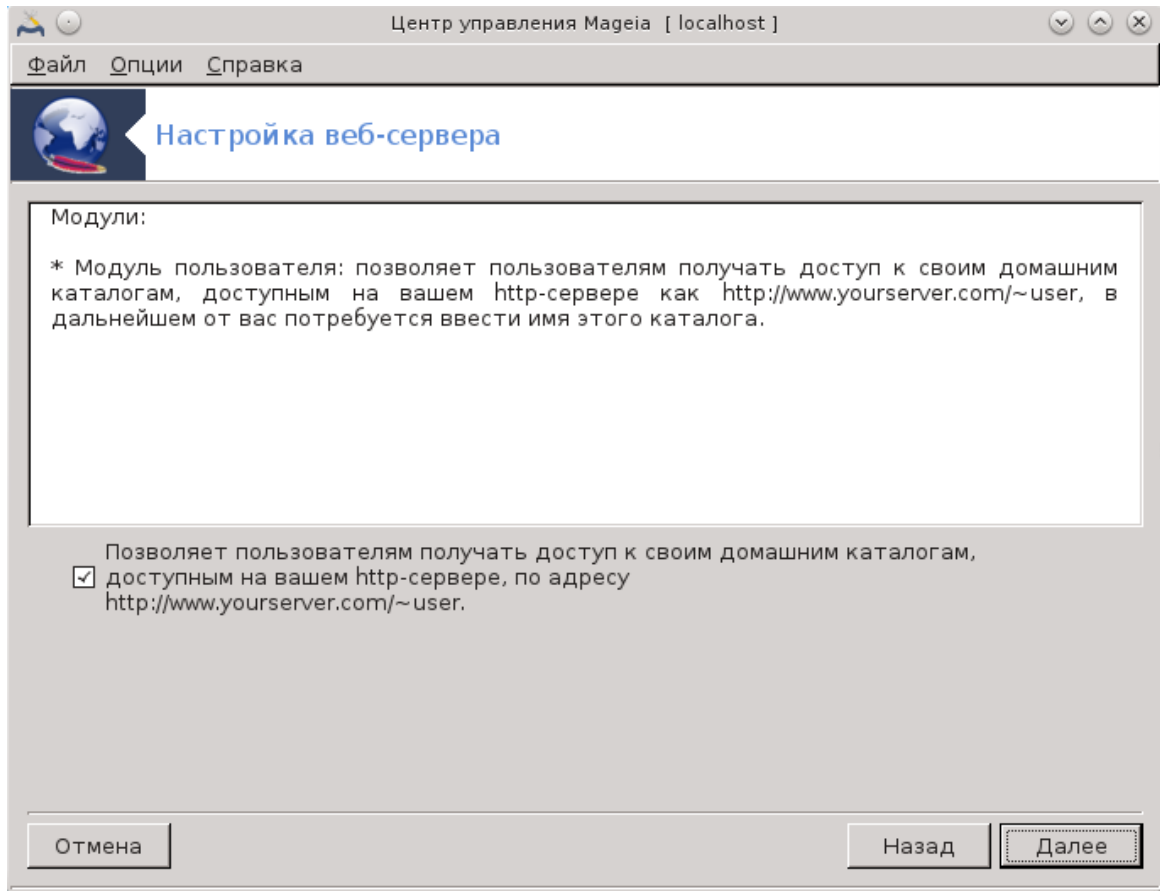 Центр управления Mageia [ localhost ]
Файл Опции Справка
Настройка веб-сервера
Модули:
* Модуль пользователя: позволяет пользователям получать доступ к своим домашним
каталогам, доступным на вашем http-сервере как http://www.yourserver.com/~user, в
дальнейшем от вас потребуется ввести имя этого каталога.
Позволяет пользователям получать доступ к своим домашним каталогам,
доступным на вашем http-сервере, по адресу
http://www.yourserver.com/~user.
Отмена Назад Далее